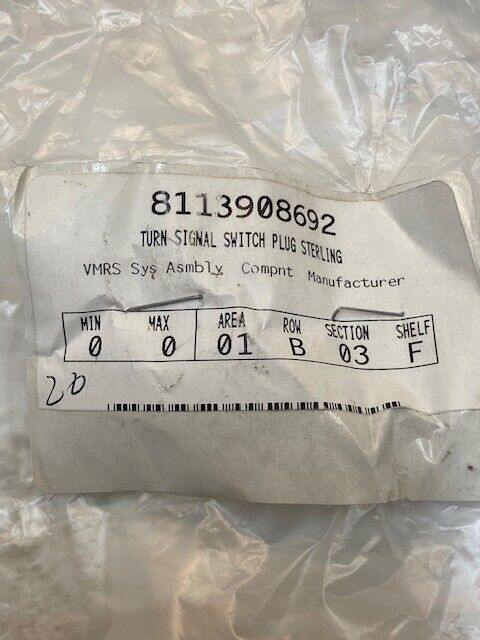 8113908692
TURN SIGNAL SWITCH PLUG STERLING
VMRS Sys Asmbly Compnt Manufacturer
MIN MAX AREA ROW SECTION SHELF
0 0 01 B 03 F
20